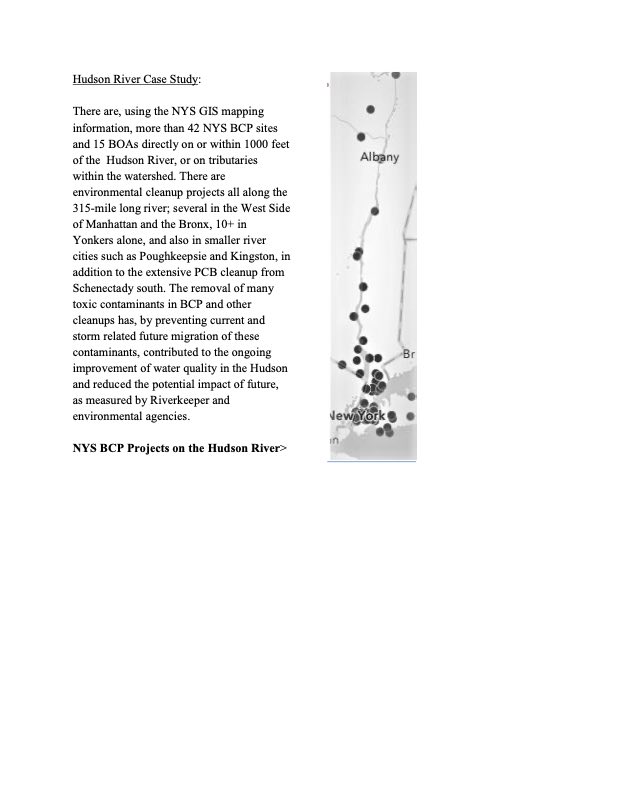 Hudson River Case Study:
There are, using the NYS GIS mapping
information, more than 42 NYS BCP sites
and 15 BOAs directly on or within 1000 feet
of the  Hudson River, or on tributaries
within the watershed. There are
environmental cleanup projects all along the
315-mile long river; several in the West Side
of Manhattan and the Bronx, 10+ in
Yonkers alone, and also in smaller river
cities such as Poughkeepsie and Kingston, in
addition to the extensive PCB cleanup from
Schenectady south. The removal of many
toxic contaminants in BCP and other
cleanups has, by preventing current and
storm related future migration of these
contaminants, contributed to the ongoing
improvement of water quality in the Hudson
and reduced the potential impact of future,
as measured by Riverkeeper and
environmental agencies.
NYS BCP Projects on the Hudson River>
Albany
Br
New York
on